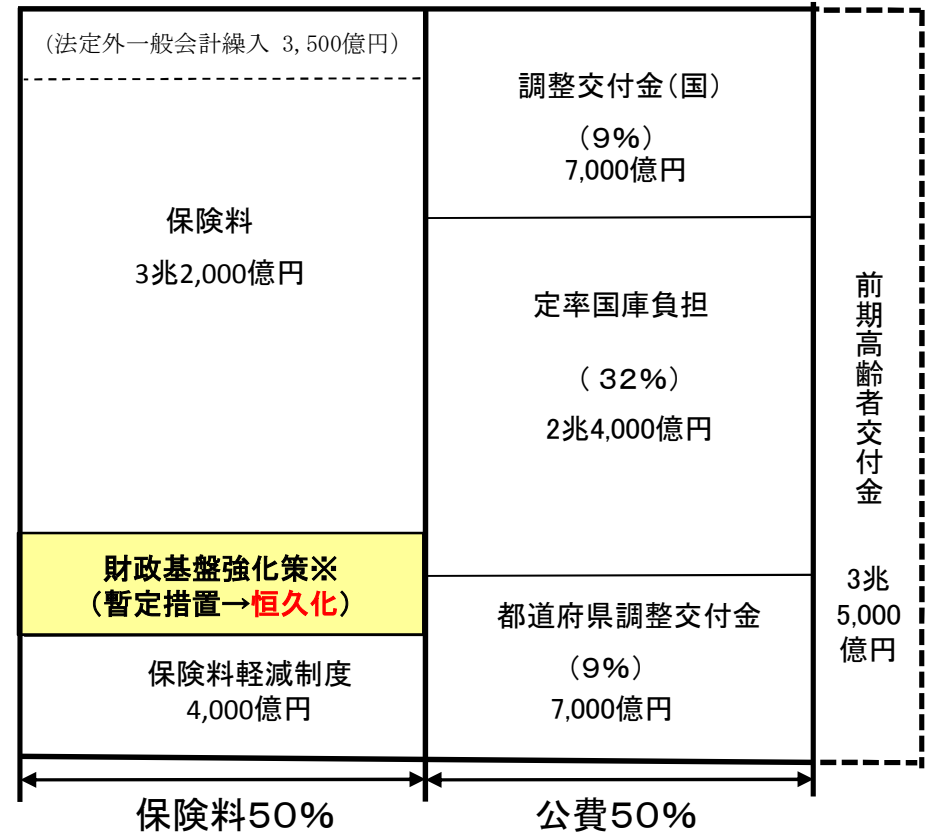 (法定外一般会計繰入 3,500億円)
保険料
3兆2,000億円
財政基盤強化策※
(暫定措置→恒久化)
保険料軽減制度
4,000億円
調整交付金(国)
(9%)
7,000億円
定率国庫負担
( 32%)
2兆4,000億円
都道府県調整交付金
(9%)
7,000億円
前期高齢者交付金
3兆
5,000
億円
保険料50%
公費50%